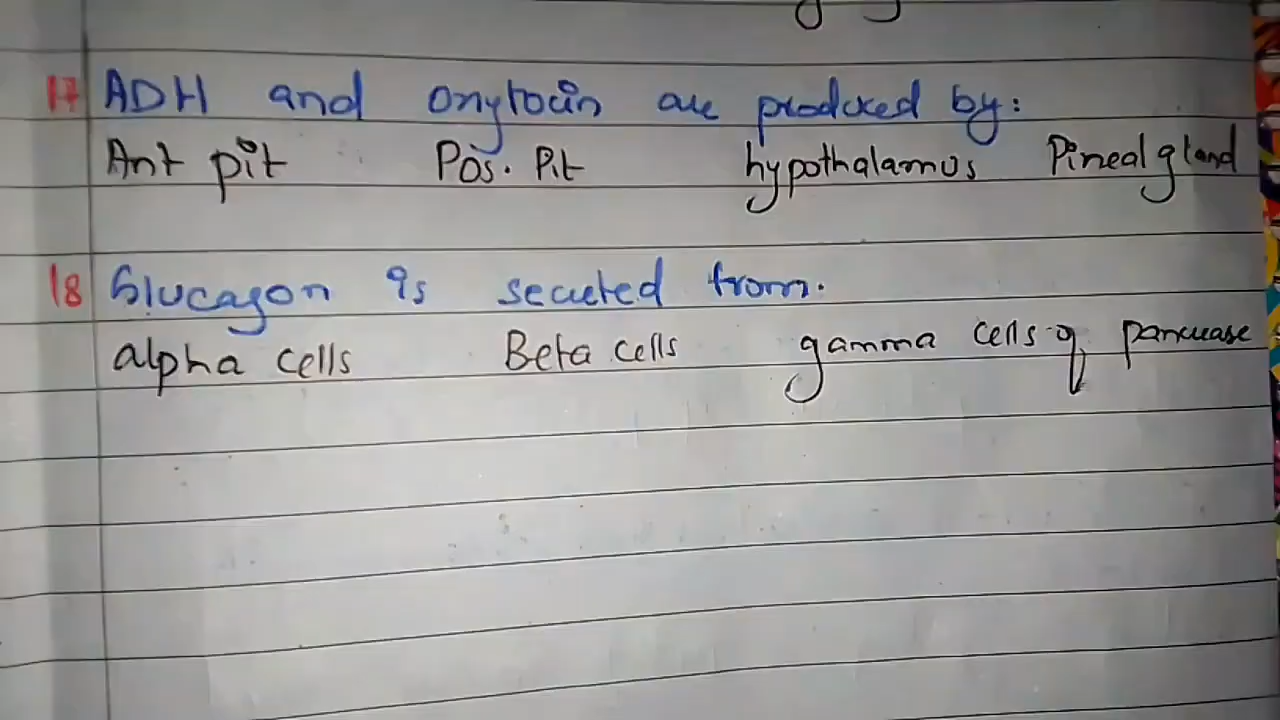 17 ADH and oxytocin are produced by:
Ant pit Pos. Pit hypothalamus Pineal gland
18 Glucagon is secreted from.
alpha cells Beta cells gamma cells of pancrease